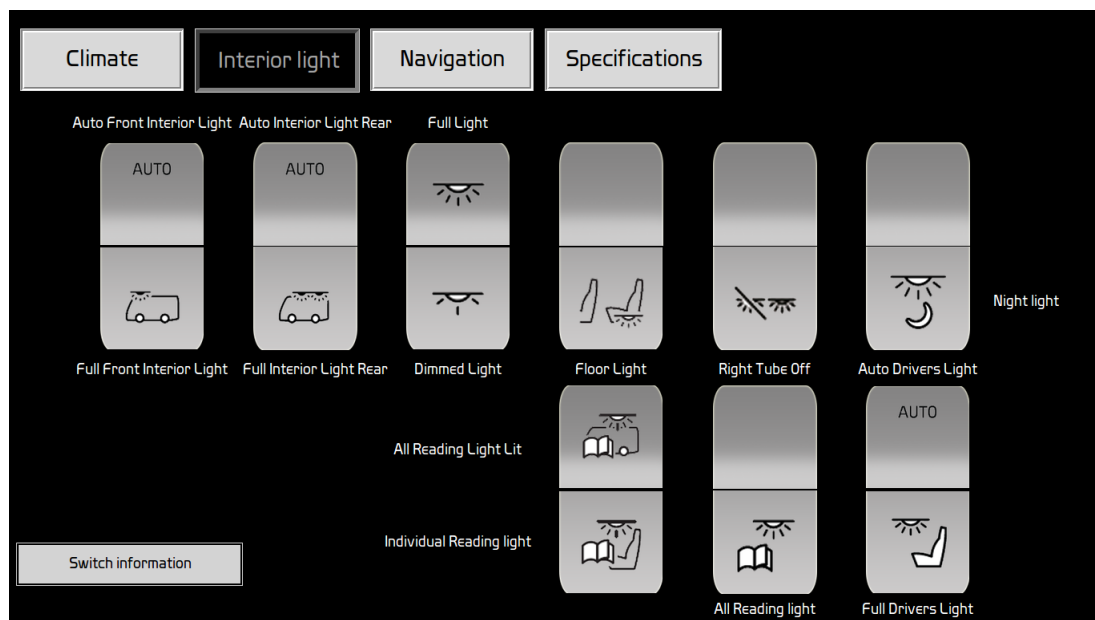 Climate
Interior light
Navigation
Specifications
Auto Front Interior Light
Auto Interior Light Rear
Full Light
AUTO
AUTO
Night light
Full Front Interior Light
Full Interior Light Rear
Dimmed Light
Floor Light
Right Tube Off
Auto Drivers Light
AUTO
All Reading Light Lit
Individual Reading light
Switch information
All Reading light
Full Drivers Light